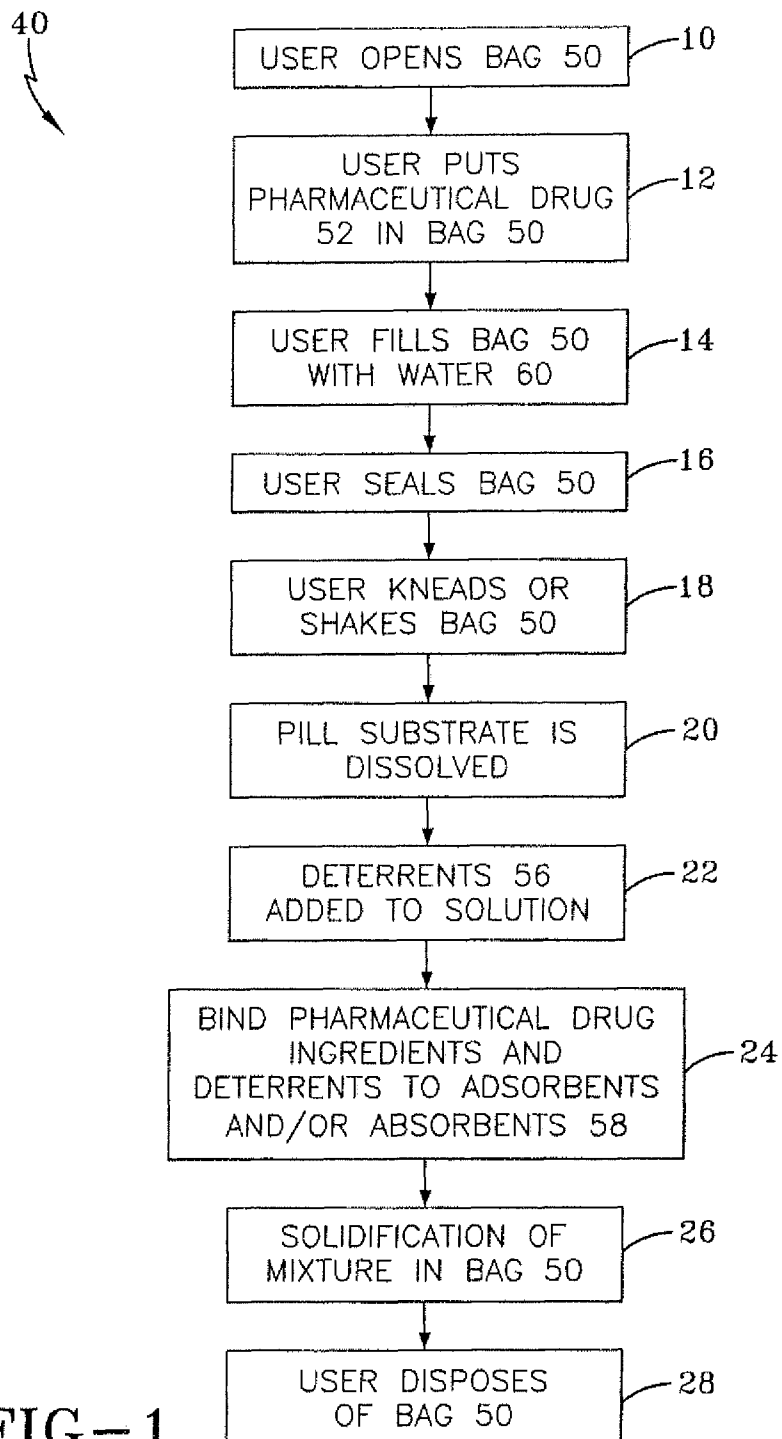 40
USER OPENS BAG 50
10
USER PUTS
PHARMACEUTICAL DRUG
52 IN BAG 50
12
USER FILLS BAG 50
WITH WATER 60
14
USER SEALS BAG 50
16
USER KNEADS OR
SHAKES BAG 50
18
PILL SUBSTRATE IS
DISSOLVED
20
DETERRENTS 56
ADDED TO SOLUTION
22
BIND PHARMACEUTICAL DRUG
INGREDIENTS AND
DETERRENTS TO ADSORBENTS
AND/OR ABSORBENTS 58
24
SOLIDIFICATION OF
MIXTURE IN BAG 50
26
USER DISPOSES
OF BAG 50
28
FIG-1